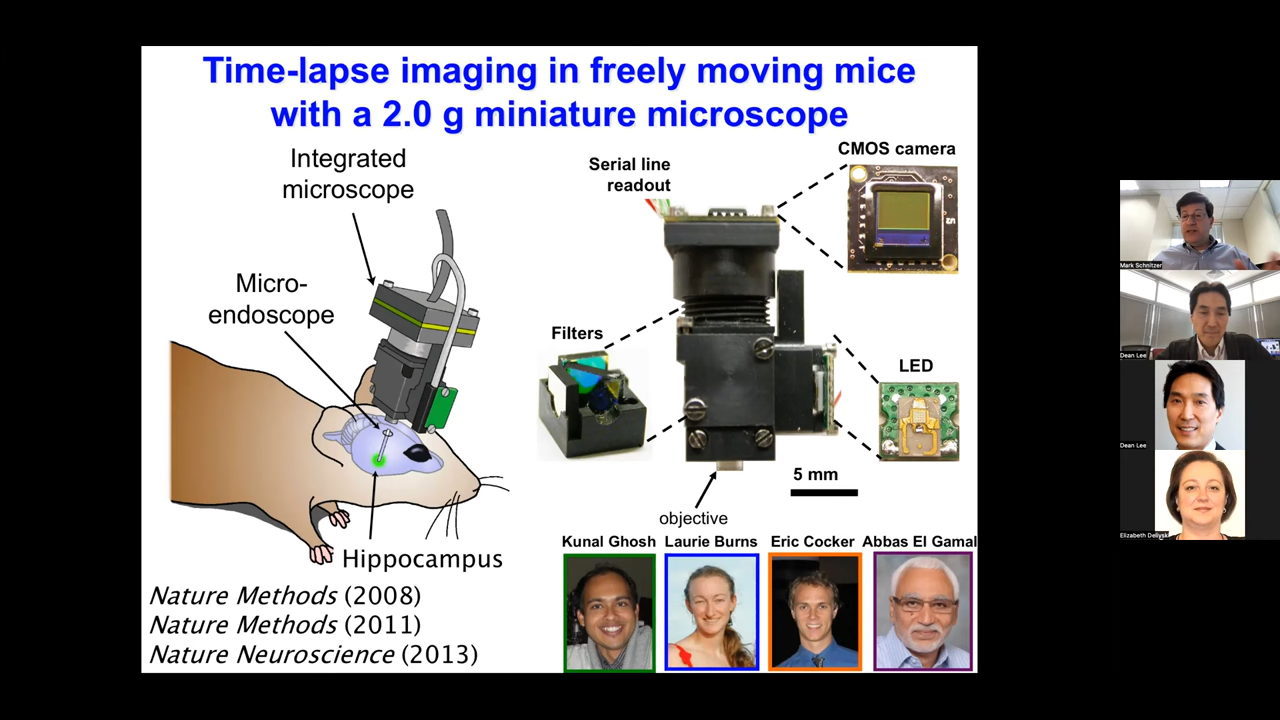 Time-lapse imaging in freely moving mice
with a 2.0 g miniature microscope
Integrated
microscope
Micro-
endoscope
Hippocampus
Nature Methods (2008)
Nature Methods (2011)
Nature Neuroscience (2013)
Serial line
readout
CMOS camera
Filters
LED
5 mm
objective
Kunal Ghosh
Laurie Burns
Eric Cocker
Abbas El Gamal
Mark Schnitzer
Dean Lee
Dean Lee